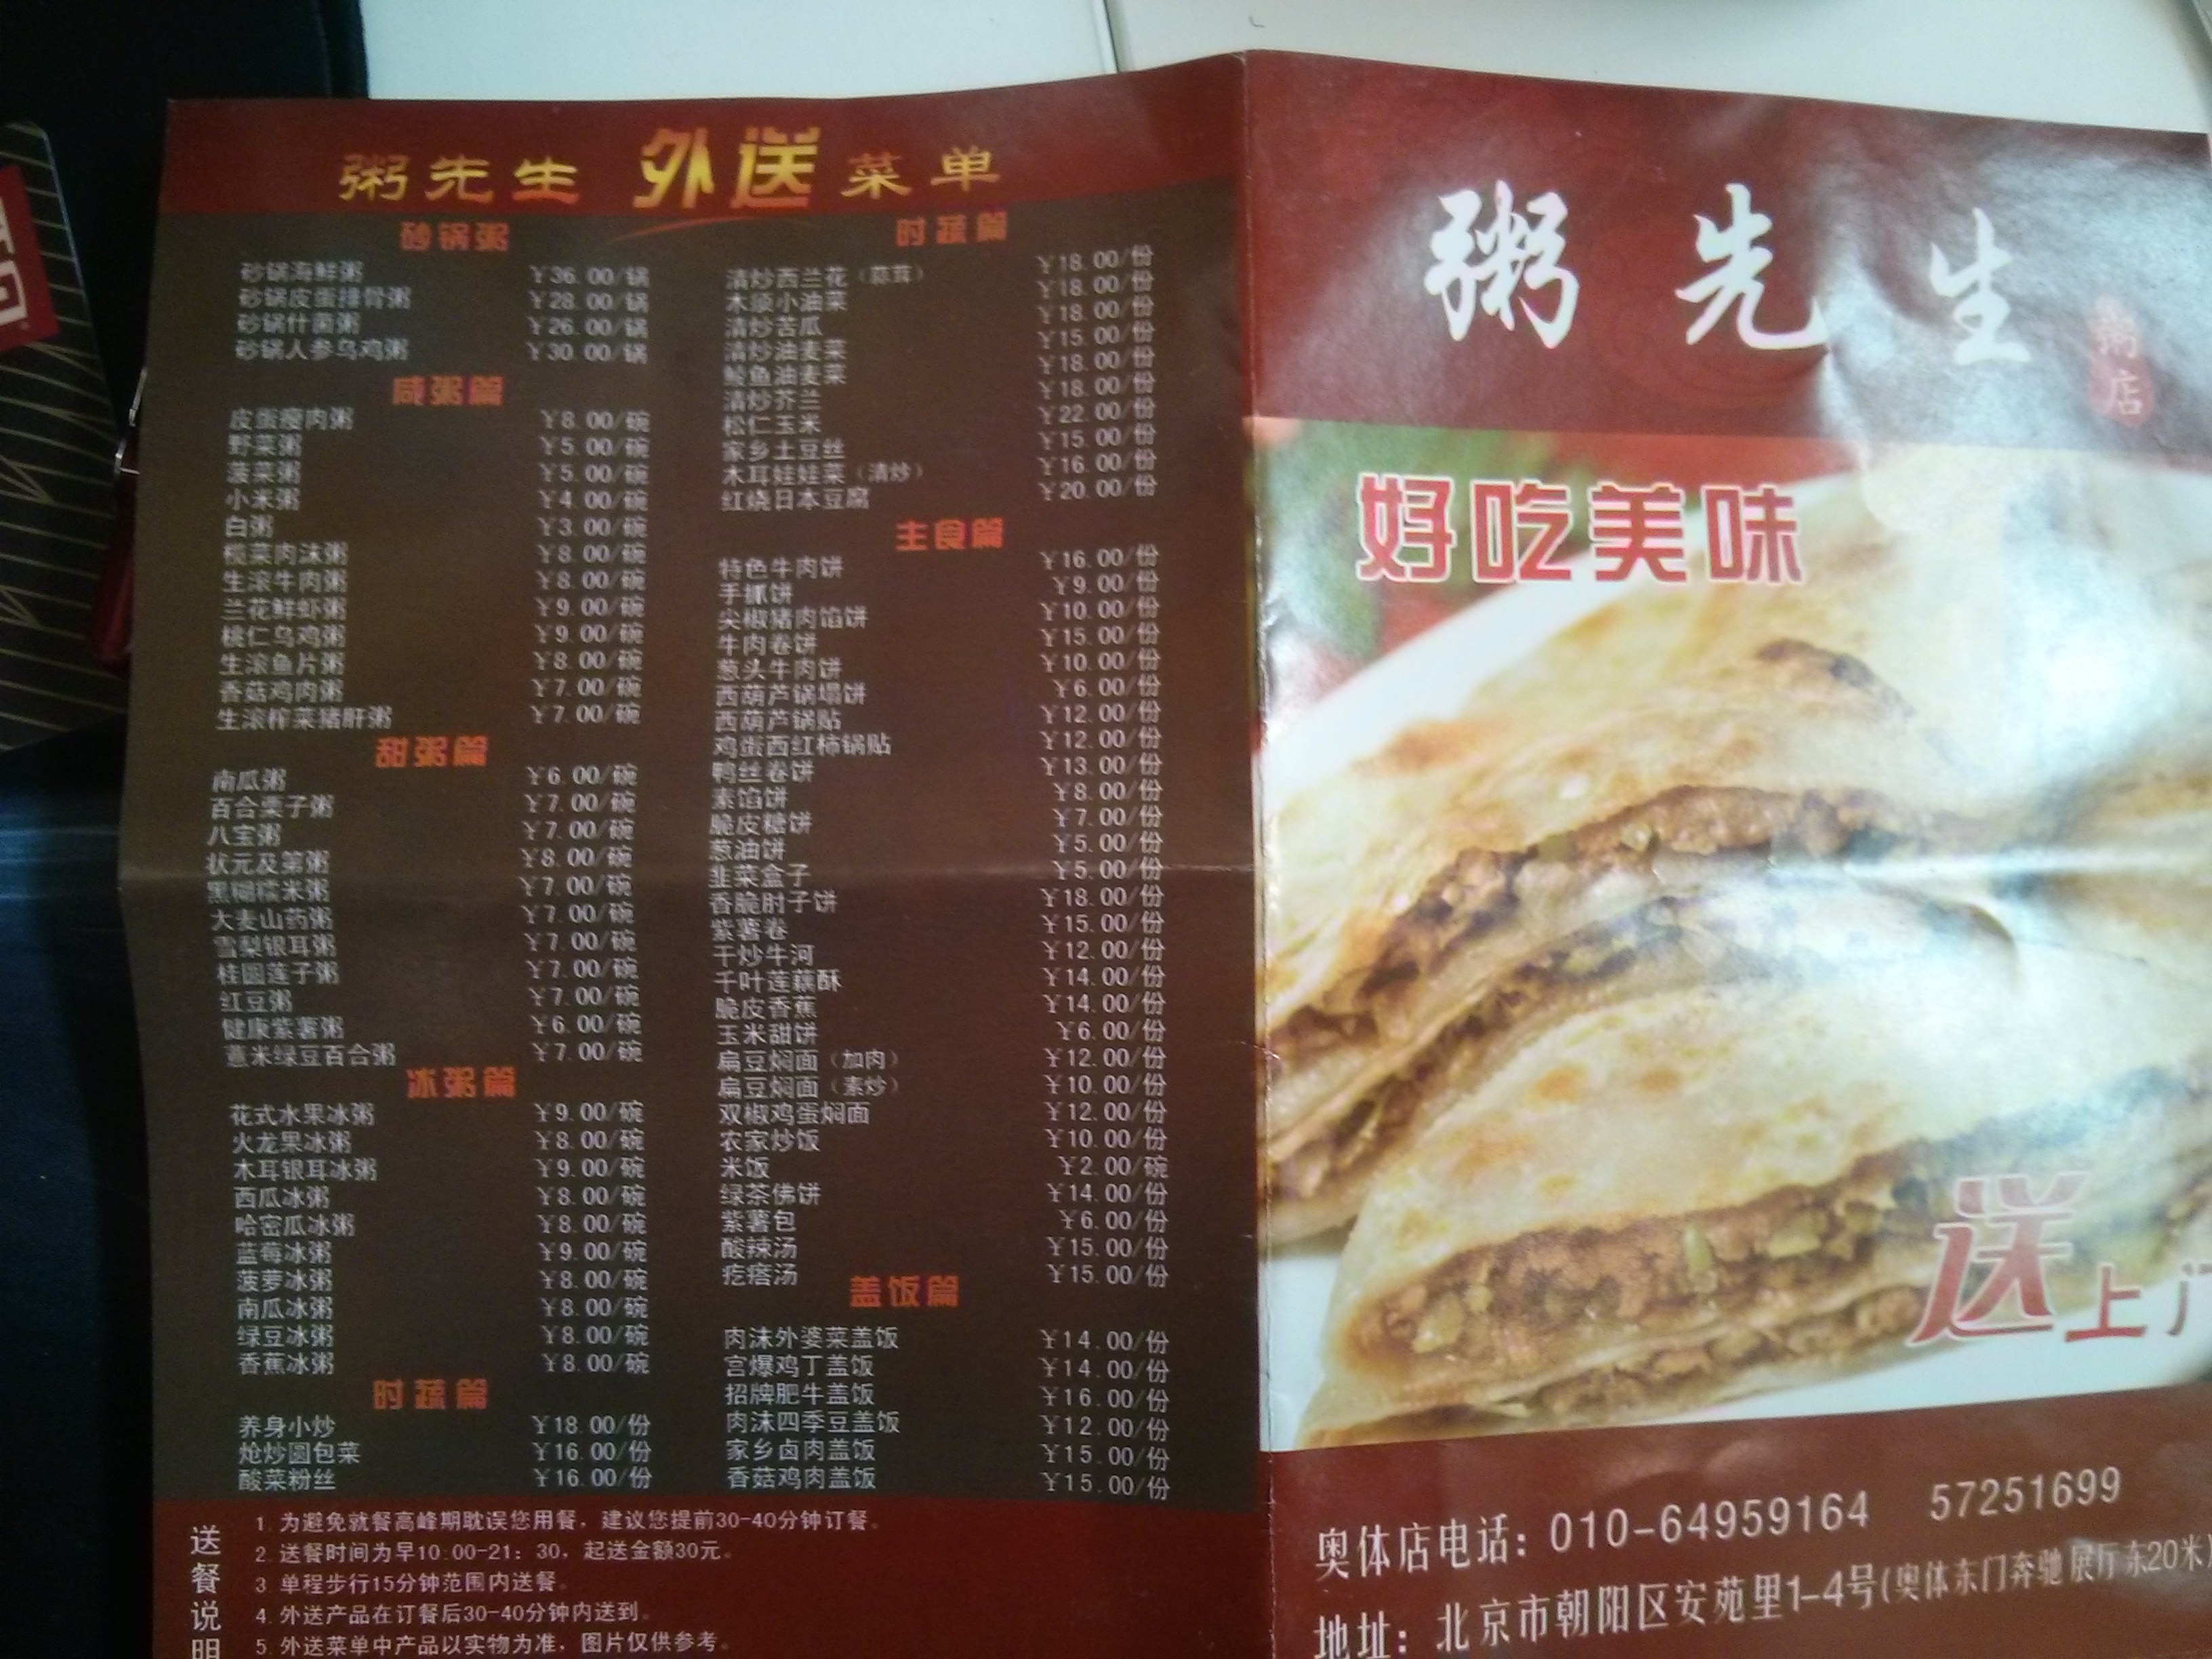 粥先生 外送 菜单
砂锅粥
砂锅海鲜粥 ¥36.00/锅
砂锅皮蛋排骨粥 ¥28.00/锅
砂锅什菌粥 ¥26.00/锅
砂锅人参乌鸡粥 ¥30.00/锅
咸粥篇
皮蛋瘦肉粥 ¥8.00/碗
野菜粥 ¥5.00/碗
菠菜粥 ¥5.00/碗
小米粥 ¥4.00/碗
白粥 ¥3.00/碗
榄菜肉沫粥 ¥8.00/碗
生滚牛肉粥 ¥8.00/碗
兰花鲜虾粥 ¥9.00/碗
桃仁乌鸡粥 ¥9.00/碗
生滚鱼片粥 ¥8.00/碗
香菇鸡肉粥 ¥7.00/碗
生滚榨菜猪肝粥 ¥7.00/碗
甜粥篇
南瓜粥 ¥6.00/碗
百合栗子粥 ¥7.00/碗
八宝粥 ¥7.00/碗
状元及第粥 ¥8.00/碗
黑糊糯米粥 ¥7.00/碗
大麦山药粥 ¥7.00/碗
雪梨银耳粥 ¥7.00/碗
桂圆莲子粥 ¥7.00/碗
红豆粥 ¥7.00/碗
健康紫薯粥 ¥6.00/碗
薏米绿豆百合粥 ¥7.00/碗
冰粥篇
花式水果冰粥 ¥9.00/碗
火龙果冰粥 ¥8.00/碗
木耳银耳冰粥 ¥9.00/碗
西瓜冰粥 ¥8.00/碗
哈密瓜冰粥 ¥8.00/碗
蓝莓冰粥 ¥9.00/碗
菠萝冰粥 ¥8.00/碗
南瓜冰粥 ¥8.00/碗
绿豆冰粥 ¥8.00/碗
香蕉冰粥 ¥8.00/碗
时蔬篇
养身小炒 ¥18.00/份
炝炒圆包菜 ¥16.00/份
酸菜粉丝 ¥16.00/份
时蔬篇
清炒西兰花（蒜茸） ¥18.00/份
木须小油菜 ¥18.00/份
清炒苦瓜 ¥18.00/份
清炒油麦菜 ¥15.00/份
鲮鱼油麦菜 ¥18.00/份
清炒芥兰 ¥18.00/份
松仁玉米 ¥22.00/份
家乡土豆丝 ¥15.00/份
木耳娃娃菜（清炒） ¥16.00/份
红烧日本豆腐 ¥20.00/份
主食篇
特色牛肉饼 ¥16.00/份
手抓饼 ¥9.00/份
尖椒猪肉馅饼 ¥10.00/份
牛肉卷饼 ¥15.00/份
葱头牛肉饼 ¥10.00/份
西葫芦锅塌饼 ¥6.00/份
西葫芦锅贴 ¥12.00/份
鸡蛋西红柿锅贴 ¥12.00/份
鸭丝卷饼 ¥13.00/份
素馅饼 ¥8.00/份
脆皮糖饼 ¥7.00/份
葱油饼 ¥5.00/份
韭菜盒子 ¥5.00/份
香脆肘子饼 ¥18.00/份
紫薯卷 ¥15.00/份
干炒牛河 ¥12.00/份
千叶莲藕酥 ¥14.00/份
脆皮香蕉 ¥14.00/份
玉米甜饼 ¥6.00/份
扁豆焖面（加肉） ¥12.00/份
扁豆焖面（素炒） ¥10.00/份
双椒鸡蛋焖面 ¥12.00/份
农家炒饭 ¥10.00/份
米饭 ¥2.00/碗
绿茶佛饼 ¥14.00/份
紫薯包 ¥6.00/份
酸辣汤 ¥15.00/份
疙瘩汤 ¥15.00/份
盖饭篇
肉沫外婆菜盖饭 ¥14.00/份
宫爆鸡丁盖饭 ¥14.00/份
招牌肥牛盖饭 ¥16.00/份
肉沫四季豆盖饭 ¥12.00/份
家乡卤肉盖饭 ¥15.00/份
香菇鸡肉盖饭 ¥15.00/份
送餐说明
1. 为避免就餐高峰期耽误您用餐，建议您提前30-40分钟订餐。
2. 送餐时间为早10:00-21：30，起送金额30元。
3. 单程步行15分钟范围内送餐。
4. 外送产品在订餐后30-40分钟内送到。
5. 外送菜单中产品以实物为准，图片仅供参考。
粥先生
粥店
好吃美味
送上门
奥体店电话：010-64959164 57251699
地址：北京市朝阳区安苑里1-4号(奥体东门奔驰展厅东20米)